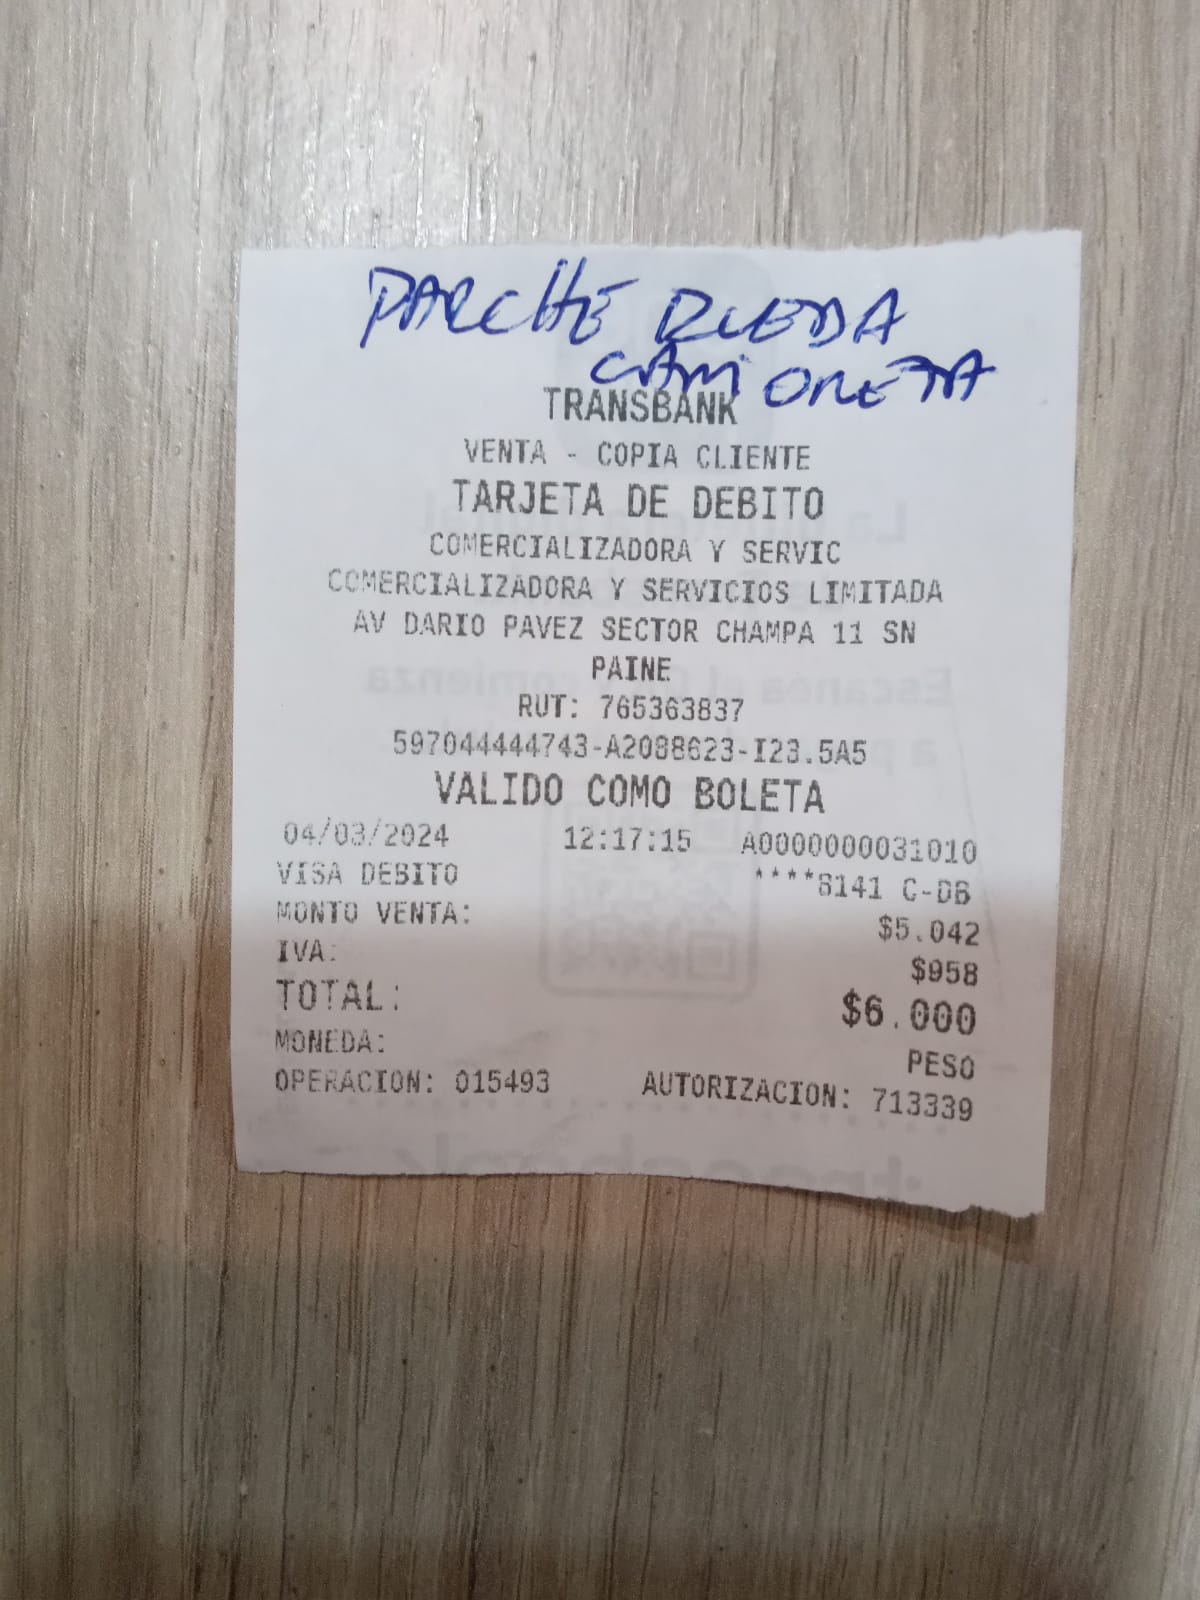 PARCHE RUEDA
CAMIONETA
TRANSBANK
VENTA - COPIA CLIENTE
TARJETA DE DEBITO
COMERCIALIZADORA Y SERVIC
COMERCIALIZADORA Y SERVICIOS LIMITADA
AV DARIO PAVEZ SECTOR CHAMPA 11 SN
PAINE
RUT: 765363837
597044444743-A2088623-I23.5A5
VALIDO COMO BOLETA
04/03/2024 12:17:15 A0000000031010
VISA DEBITO ****8141 C-DB
MONTO VENTA: $5.042
IVA: $958
TOTAL: $6.000
MONEDA: PESO
OPERACION: 015493 AUTORIZACION: 713339